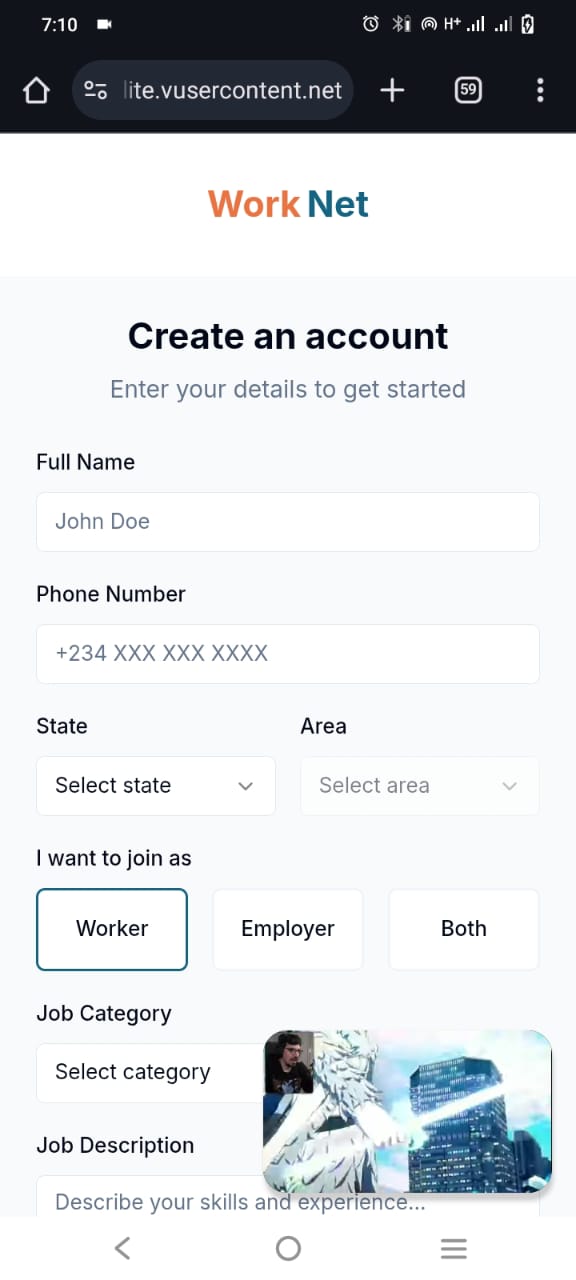 7:10
H+
lite.vusercontent.net
59
Work Net
Create an account
Enter your details to get started
Full Name
John Doe
Phone Number
+234 XXX XXX XXXX
State
Area
Select state
Select area
I want to join as
Worker
Employer
Both
Job Category
Select category
Job Description
Describe your skills and experience...